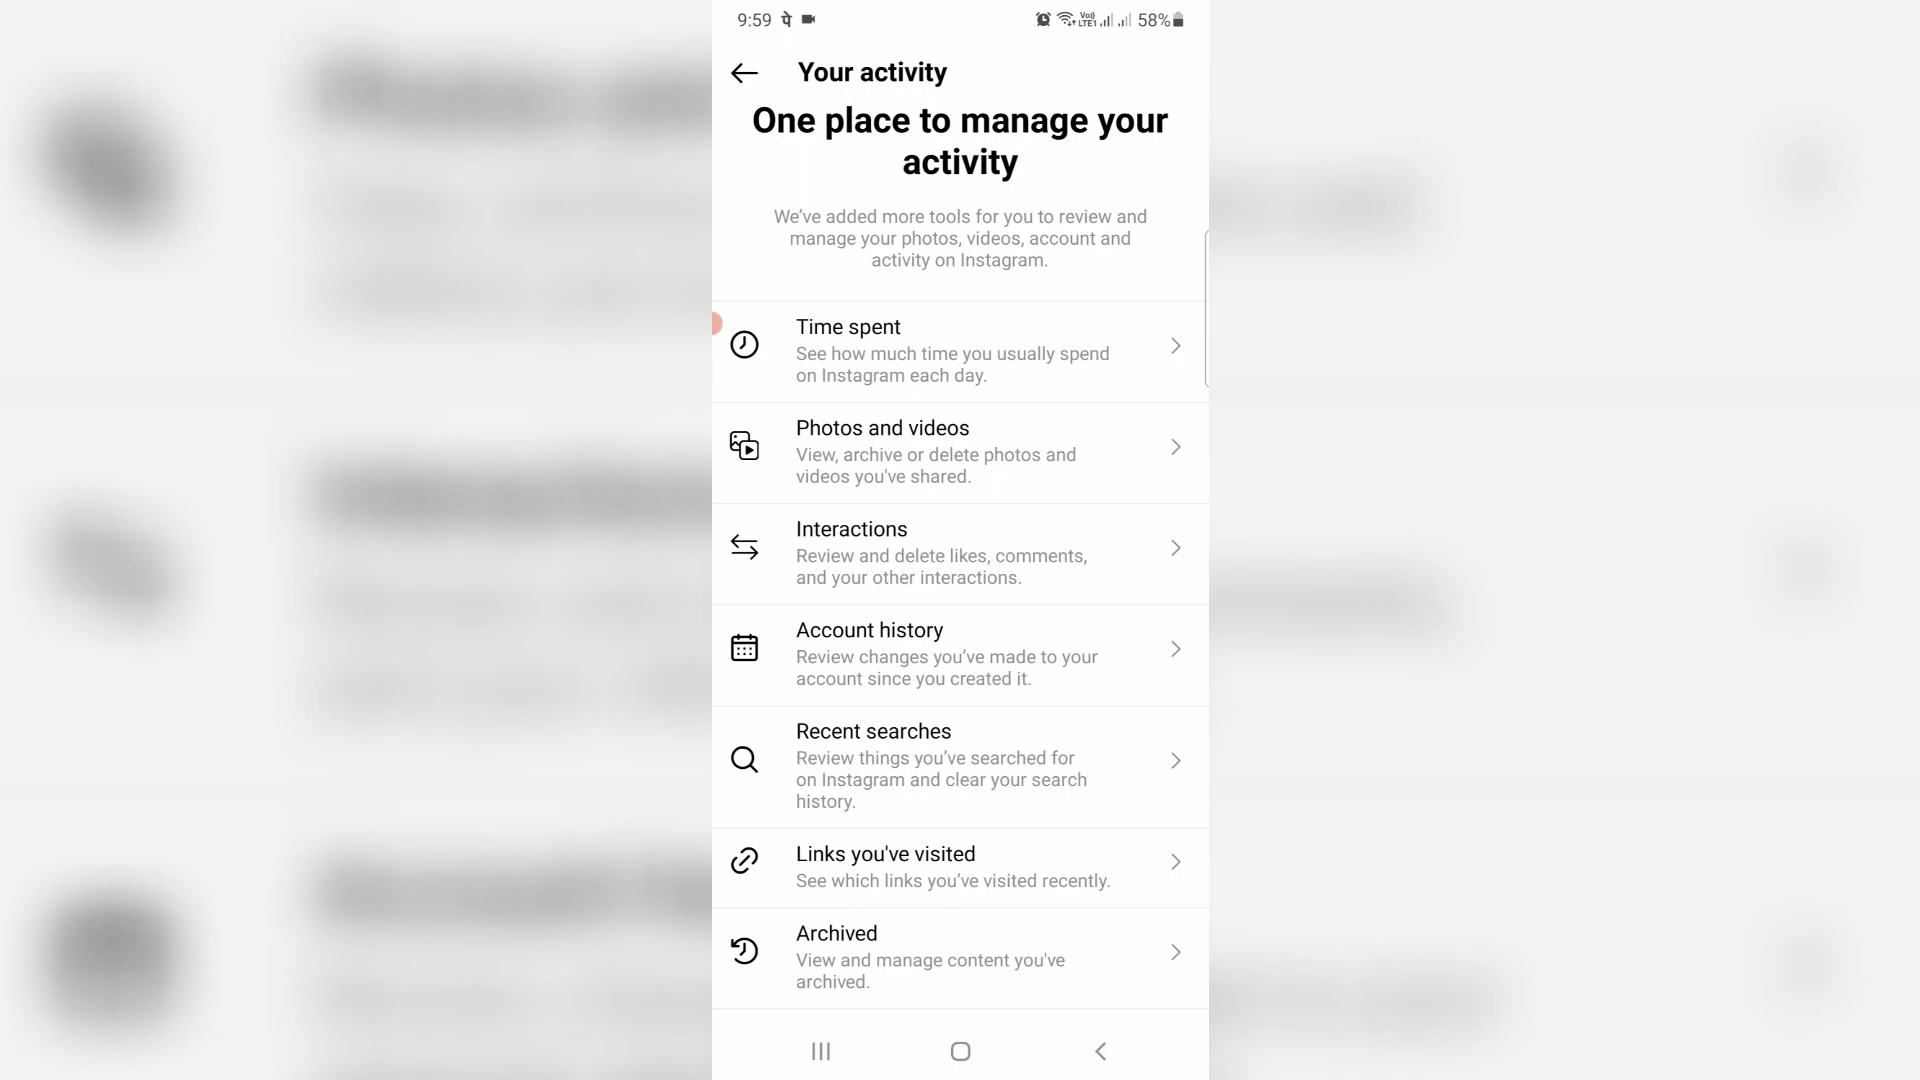 9:59 पे Vo) LTE1 58%
Your activity
One place to manage your
activity
We've added more tools for you to review and
manage your photos, videos, account and
activity on Instagram.
Time spent
See how much time you usually spend
on Instagram each day.
Photos and videos
View, archive or delete photos and
videos you've shared.
Interactions
Review and delete likes, comments,
and your other interactions.
Account history
Review changes you've made to your
account since you created it.
Recent searches
Review things you've searched for
on Instagram and clear your search
history.
Links you've visited
See which links you've visited recently.
Archived
View and manage content you've
archived.